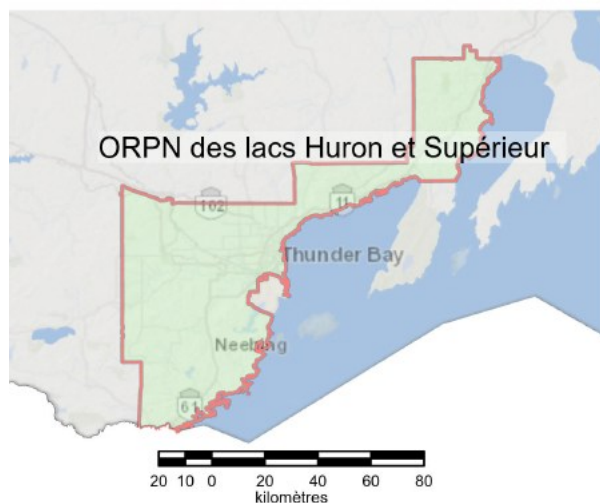 ORPN des lacs Huron et Supérieur
102
11
Thunder Bay
Neebing
61
20 10 0 20 40 60 80
kilomètres